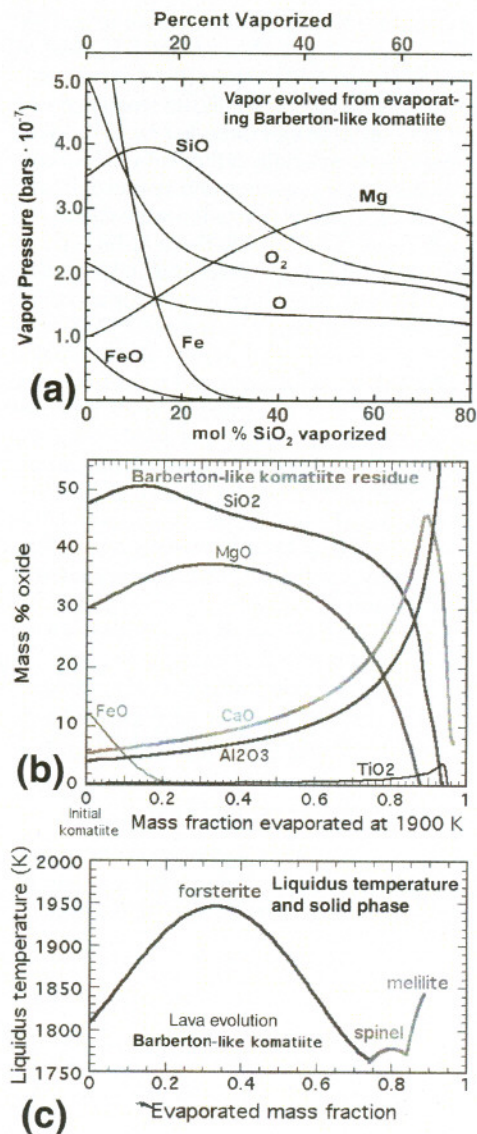 Percent Vaporized
0 20 40 60
Vapor Pressure (bars · 10⁻⁷)
5.0
4.0
3.0
2.0
1.0
Vapor evolved from evaporat-
ing Barberton-like komatiite
SiO
Mg
O₂
O
Fe
FeO
(a)
0 20 40 60 80
mol % SiO₂ vaporized
Mass % oxide
50
40
30
20
10
0
Barberton-like komatiite residue
SiO2
MgO
FeO
CaO
Al2O3
TiO2
(b)
0 0.2 0.4 0.6 0.8 1
Initial
komatiite
Mass fraction evaporated at 1900 K
Liquidus temperature (K)
2000
1950
1900
1850
1800
1750
forsterite
Liquidus temperature
and solid phase
melilite
spinel
Lava evolution
Barberton-like komatiite
0 0.2 0.4 0.6 0.8 1
(c)
Evaporated mass fraction